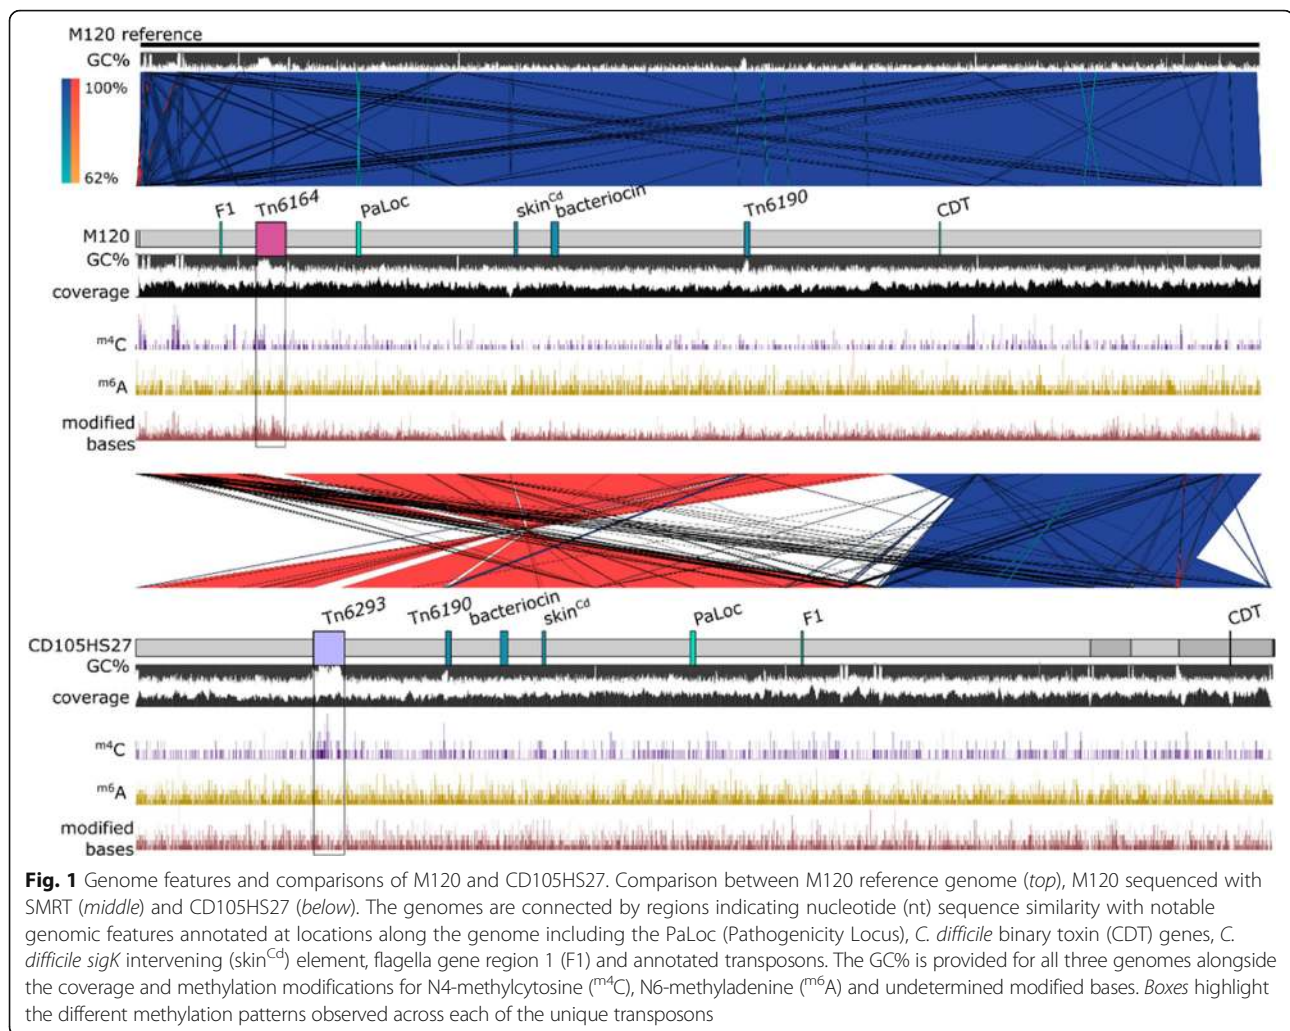 M120 reference
GC%
100%
62%
F1 Tn6164 PaLoc skin^Cd bacteriocin Tn6190 CDT
M120
GC%
coverage
m4C
m6A
modified
bases
Tn6293 Tn6190 bacteriocin skin^Cd PaLoc F1 CDT
CD105HS27
GC%
coverage
m4C
m6A
modified
bases
Fig. 1 Genome features and comparisons of M120 and CD105HS27. Comparison between M120 reference genome (top), M120 sequenced with
SMRT (middle) and CD105HS27 (below). The genomes are connected by regions indicating nucleotide (nt) sequence similarity with notable
genomic features annotated at locations along the genome including the PaLoc (Pathogenicity Locus), C. difficile binary toxin (CDT) genes, C.
difficile sigK intervening (skin^Cd) element, flagella gene region 1 (F1) and annotated transposons. The GC% is provided for all three genomes alongside
the coverage and methylation modifications for N4-methylcytosine (m4C), N6-methyladenine (m6A) and undetermined modified bases. Boxes highlight
the different methylation patterns observed across each of the unique transposons